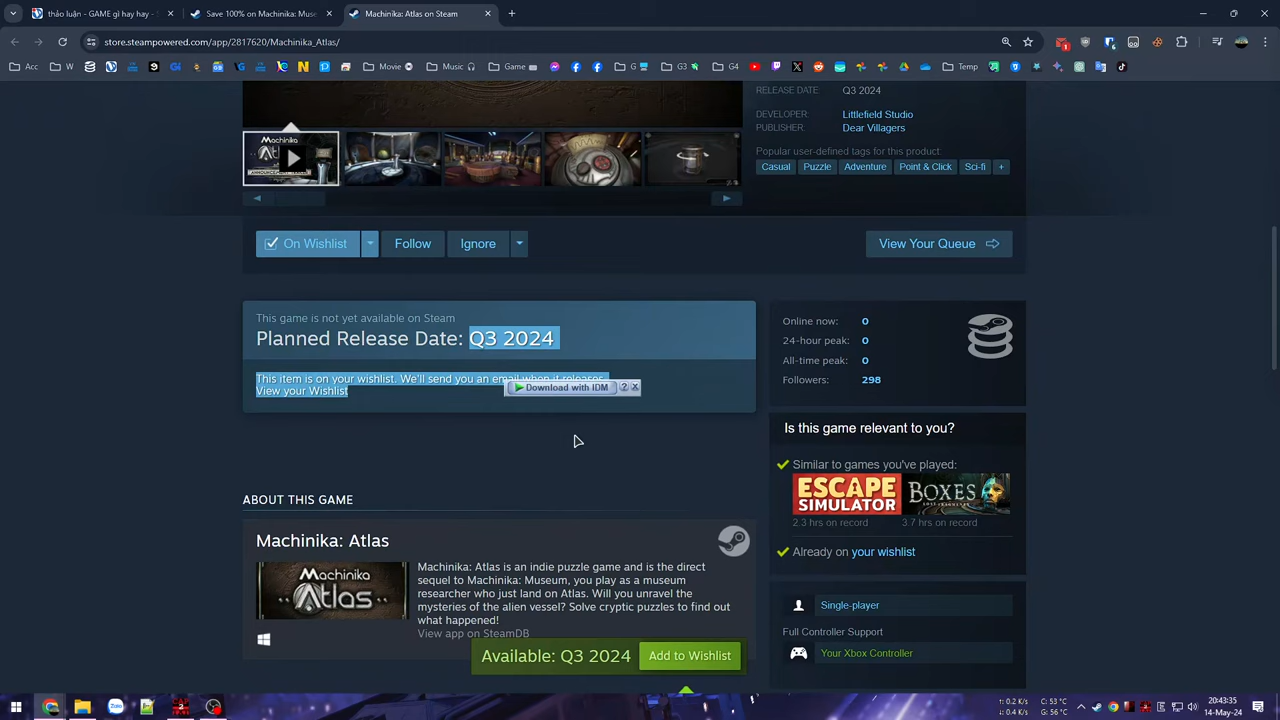 thảo luận - GAME gì hay hay -
Save 100% on Machinika: Muse
Machinika: Atlas on Steam
store.steampowered.com/app/2817620/Machinika_Atlas/
Acc
W
Movie
Music
Game
G
G3
G4
Temp
RELEASE DATE: Q3 2024
DEVELOPER: Littlefield Studio
PUBLISHER: Dear Villagers
Popular user-defined tags for this product:
Casual Puzzle Adventure Point & Click Sci-fi +
Machinika
On Wishlist Follow Ignore View Your Queue
This game is not yet available on Steam
Planned Release Date: Q3 2024
This item is on your wishlist. We'll send you an email when it releases.
View your Wishlist
Download with IDM ? X
Online now: 0
24-hour peak: 0
All-time peak: 0
Followers: 298
Is this game relevant to you?
Similar to games you've played:
ESCAPE SIMULATOR
BOXES
2.3 hrs on record 3.7 hrs on record
Already on your wishlist
ABOUT THIS GAME
Machinika: Atlas
Machinika
Atlas
Machinika: Atlas is an indie puzzle game and is the direct
sequel to Machinika: Museum, you play as a museum
researcher who just land on Atlas. Will you unravel the
mysteries of the alien vessel? Solve cryptic puzzles to find out
what happened!
View app on SteamDB
Available: Q3 2024 Add to Wishlist
Single-player
Full Controller Support
Your Xbox Controller
Zalo
↑: 0.2 K/s
↓: 0.4 K/s
C: 53 °C
G: 56 °C
20:43:35
14-May-24